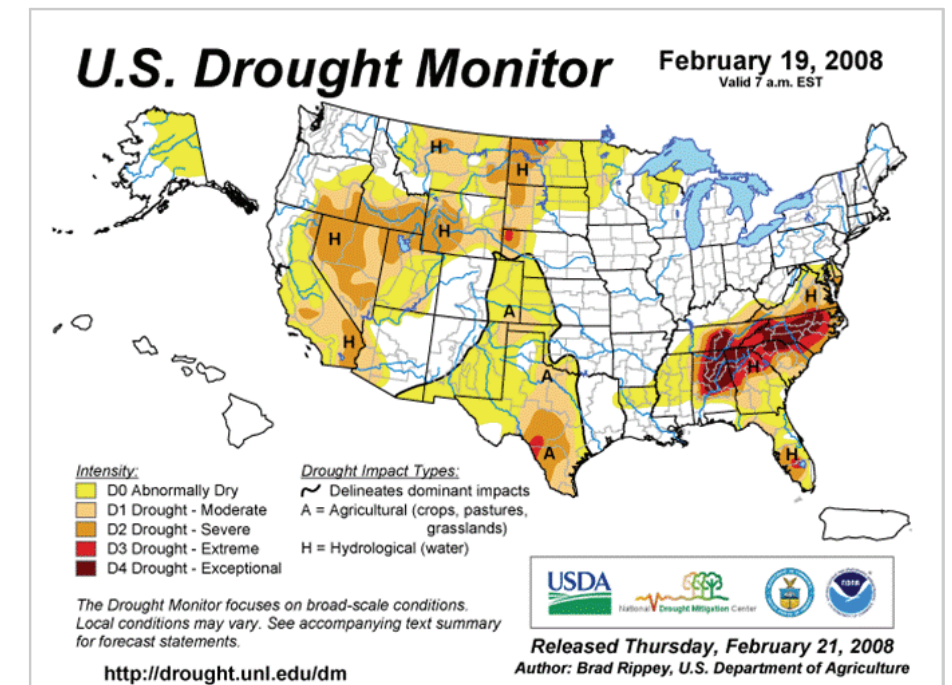 U.S. Drought Monitor
February 19, 2008
Valid 7 a.m. EST
H
H
H
H
A
H
H
A
H
A
H
Intensity:
D0 Abnormally Dry
D1 Drought - Moderate
D2 Drought - Severe
D3 Drought - Extreme
D4 Drought - Exceptional
Drought Impact Types:
Delineates dominant impacts
A = Agricultural (crops, pastures,
grasslands)
H = Hydrological (water)
The Drought Monitor focuses on broad-scale conditions.
Local conditions may vary. See accompanying text summary
for forecast statements.
http://drought.unl.edu/dm
USDA
National Drought Mitigation Center
Released Thursday, February 21, 2008
Author: Brad Rippey, U.S. Department of Agriculture